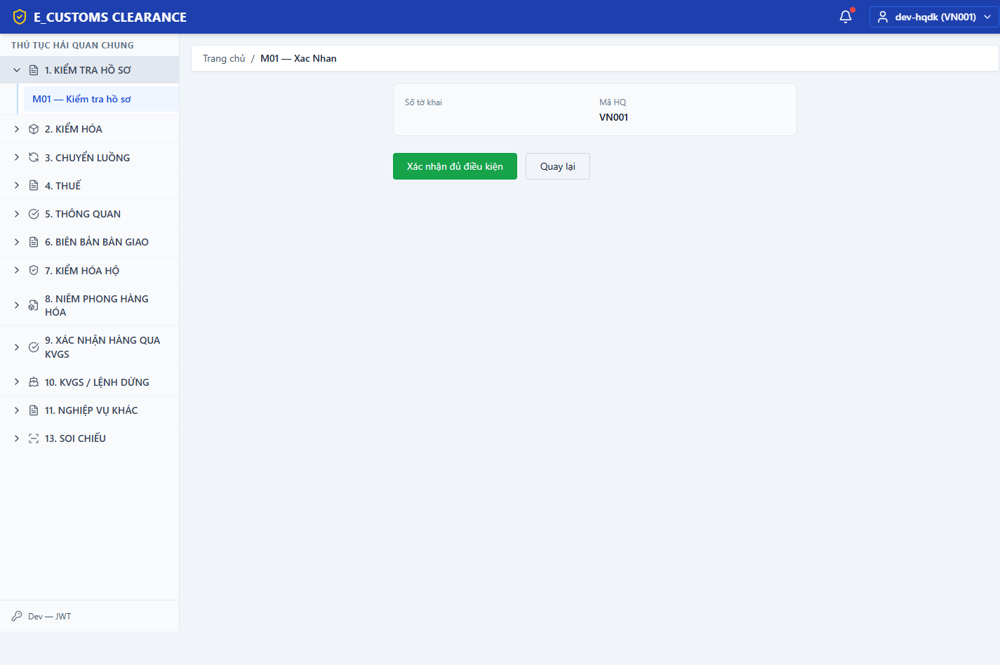 E_CUSTOMS CLEARANCE
dev-hqdk (VN001)
THỦ TỤC HẢI QUAN CHUNG
1. KIỂM TRA HỒ SƠ
M01 — Kiểm tra hồ sơ
2. KIỂM HÓA
3. CHUYỂN LUỒNG
4. THUẾ
5. THÔNG QUAN
6. BIÊN BẢN BÀN GIAO
7. KIỂM HÓA HỘ
8. NIÊM PHONG HÀNG
HÓA
9. XÁC NHẬN HÀNG QUA
KVGS
10. KVGS / LỆNH DỪNG
11. NGHIỆP VỤ KHÁC
13. SOI CHIẾU
Dev — JWT
Trang chủ / M01 — Xac Nhan
Số tờ khai
Mã HQ
VN001
Xác nhận đủ điều kiện
Quay lại